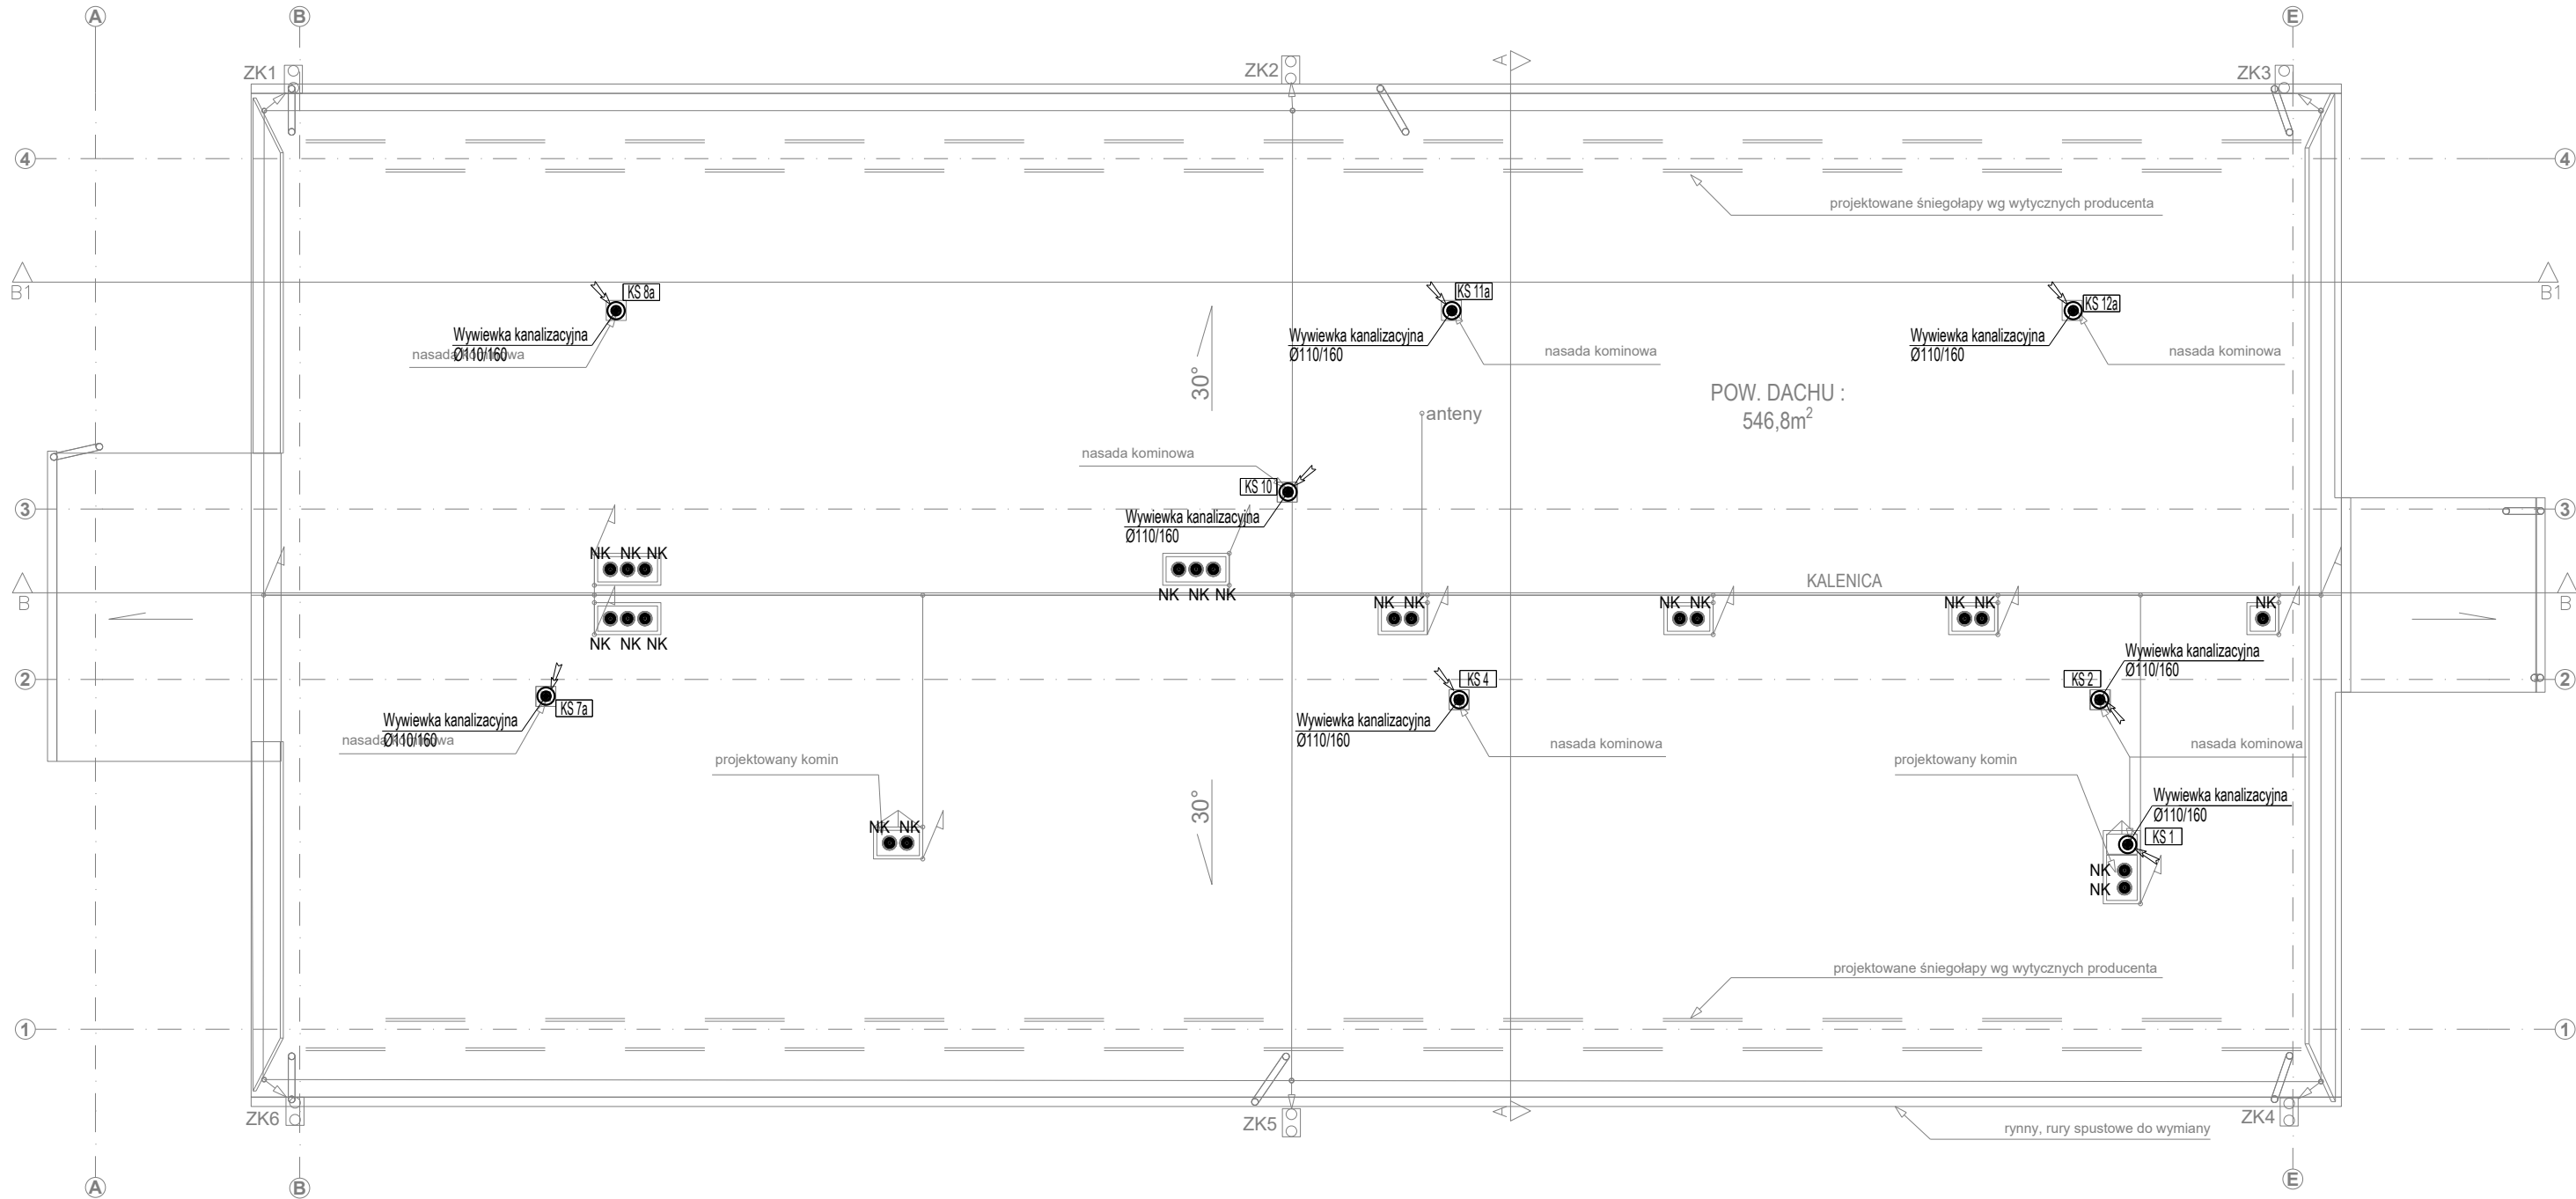 A
B
E
ZK1
ZK2
A
ZK3
4
4
projektowane śniegołapy wg wytycznych producenta
B1
B1
KS 8a
KS 11a
KS 12a
Wywiewka kanalizacyjna
Ø110/160
nasada kominowa
Wywiewka kanalizacyjna
Ø110/160
nasada kominowa
Wywiewka kanalizacyjna
Ø110/160
nasada kominowa
30°
POW. DACHU :
546,8m²
anteny
nasada kominowa
KS 10
Wywiewka kanalizacyjna
Ø110/160
3
3
NK NK NK
KALENICA
B
B
NK NK NK
NK NK
NK NK
NK NK
NK
NK NK NK
Wywiewka kanalizacyjna
Ø110/160
2
2
KS 4
KS 2
KS 7a
Wywiewka kanalizacyjna
Ø110/160
nasada kominowa
Wywiewka kanalizacyjna
Ø110/160
nasada kominowa
nasada kominowa
projektowany komin
projektowany komin
30°
Wywiewka kanalizacyjna
Ø110/160
NK NK
KS 1
NK
NK
projektowane śniegołapy wg wytycznych producenta
1
1
ZK6
ZK5
A
ZK4
rynny, rury spustowe do wymiany
A
B
E